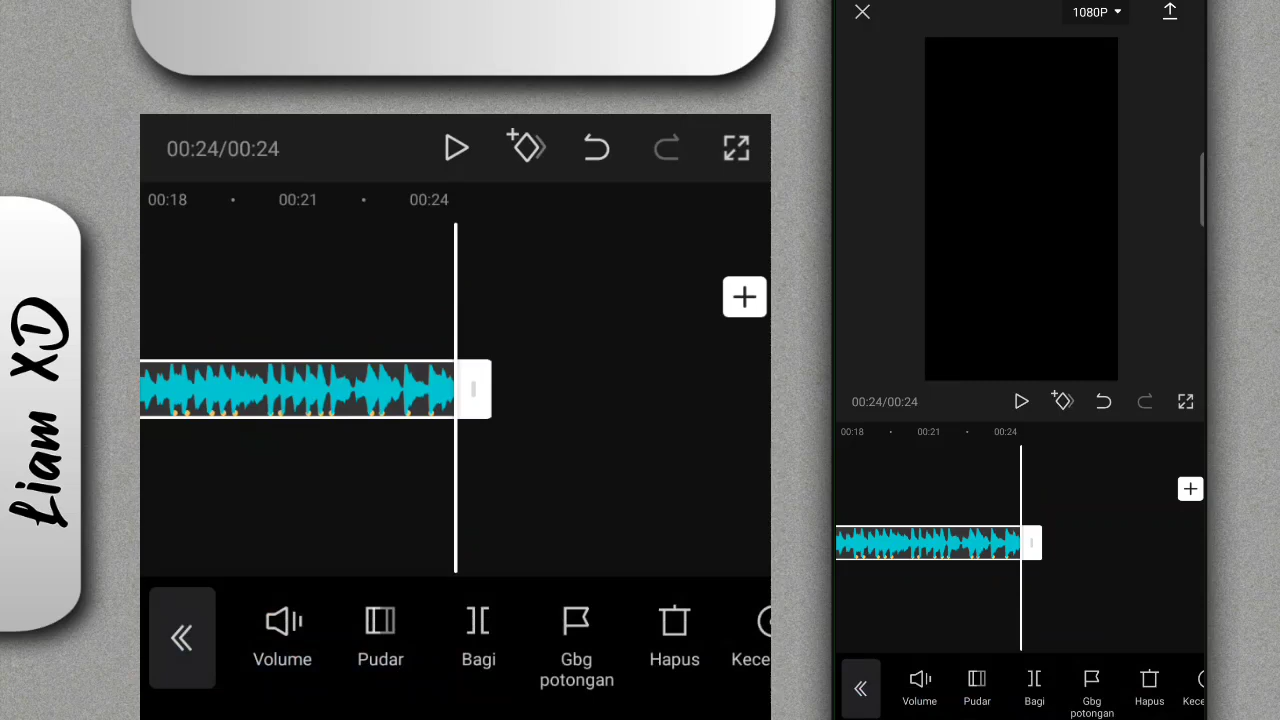 Liam XD
00:24/00:24
00:18
00:21
00:24
Volume
Pudar
Bagi
Gbg
potongan
Hapus
Kece
1080P
00:24/00:24
00:18
00:21
00:24
Volume
Pudar
Bagi
Gbg
potongan
Hapus
Kece